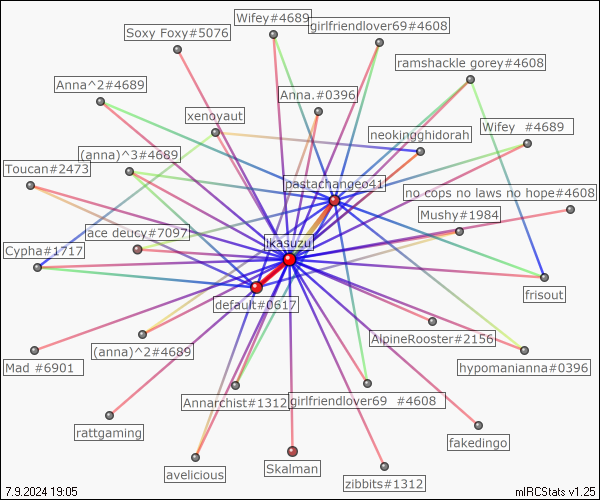 Wifey#4689
Soxy Foxy#5076
girlfriendlover69#4608
ramshackle gorey#4608
Anna^2#4689
Anna.#0396
xenoyaut
neokingghidorah
Wifey  #4689
(anna)^3#4689
Toucan#2473
pastachangeo41
no cops no laws no hope#4608
Mushy#1984
ace deucy#7097
Ikasuzu
Cypha#1717
frisout
default#0617
AlpineRooster#2156
(anna)^2#4689
Mad #6901
hypomanianna#0396
Annarchist#1312
girlfriendlover69  #4608
rattgaming
fakedingo
avelicious
Skalman
zibbits#1312
7.9.2024 19:05
mIRCStats v1.25